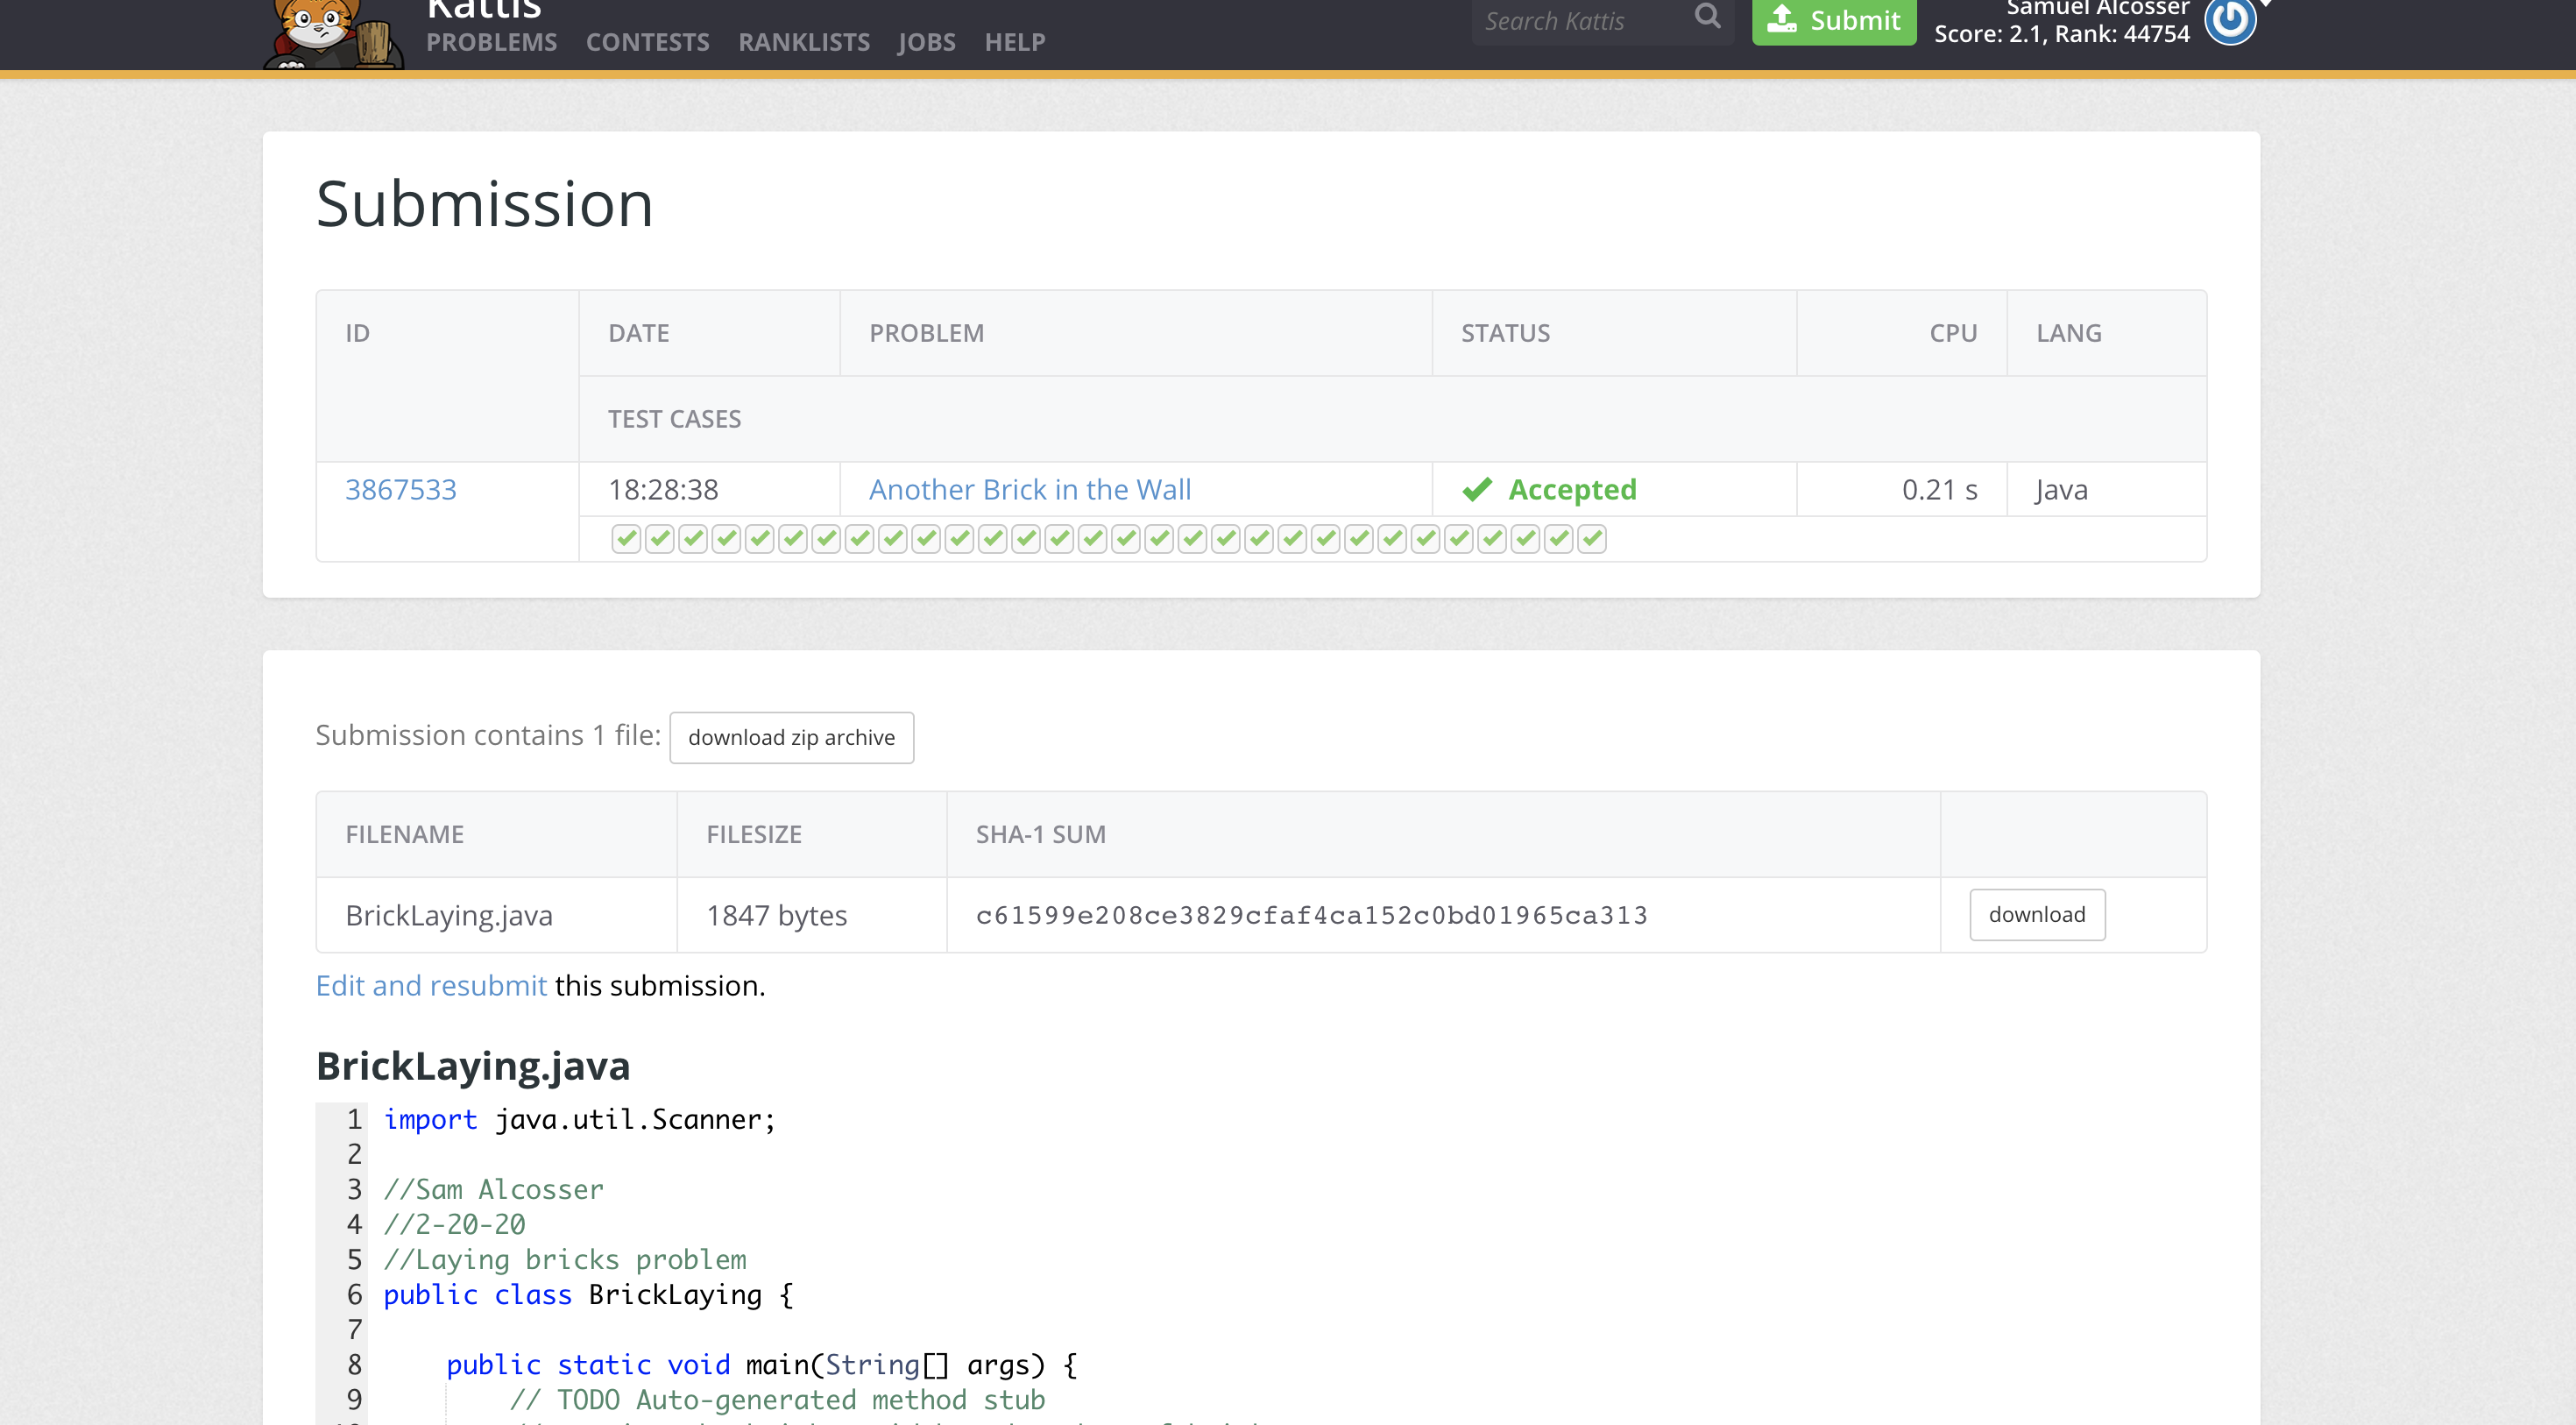 Kattis
PROBLEMS CONTESTS RANKLISTS JOBS HELP
Search Kattis
Submit
Samuel Alcosser
Score: 2.1, Rank: 44754
Submission
ID DATE PROBLEM STATUS CPU LANG
TEST CASES
3867533 18:28:38 Another Brick in the Wall Accepted 0.21 s Java
Submission contains 1 file: download zip archive
FILENAME FILESIZE SHA-1 SUM
BrickLaying.java 1847 bytes c61599e208ce3829cfaf4ca152c0bd01965ca313 download
Edit and resubmit this submission.
BrickLaying.java
1 import java.util.Scanner;
2
3 //Sam Alcosser
4 //2-20-20
5 //Laying bricks problem
6 public class BrickLaying {
7
8 public static void main(String[] args) {
9 // TODO Auto-generated method stub